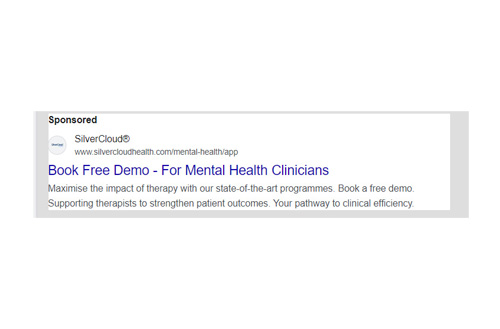 Sponsored
SilverCloud®
www.silvercloudhealth.com/mental-health/app
Book Free Demo - For Mental Health Clinicians
Maximise the impact of therapy with our state-of-the-art programmes. Book a free demo.
Supporting therapists to strengthen patient outcomes. Your pathway to clinical efficiency.